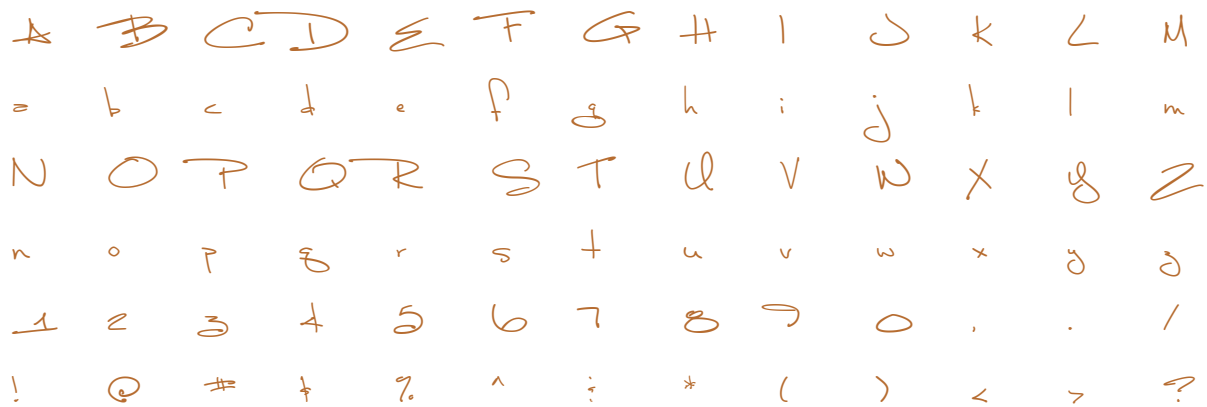 A B C D E F G H I J K L M
a b c d e f g h i j k l m
N O P Q R S T U V W X Y Z
n o p q r s t u v w x y z
1 2 3 4 5 6 7 8 9 0 , . /
! @ # $ % ^ ; * ( ) < > ?